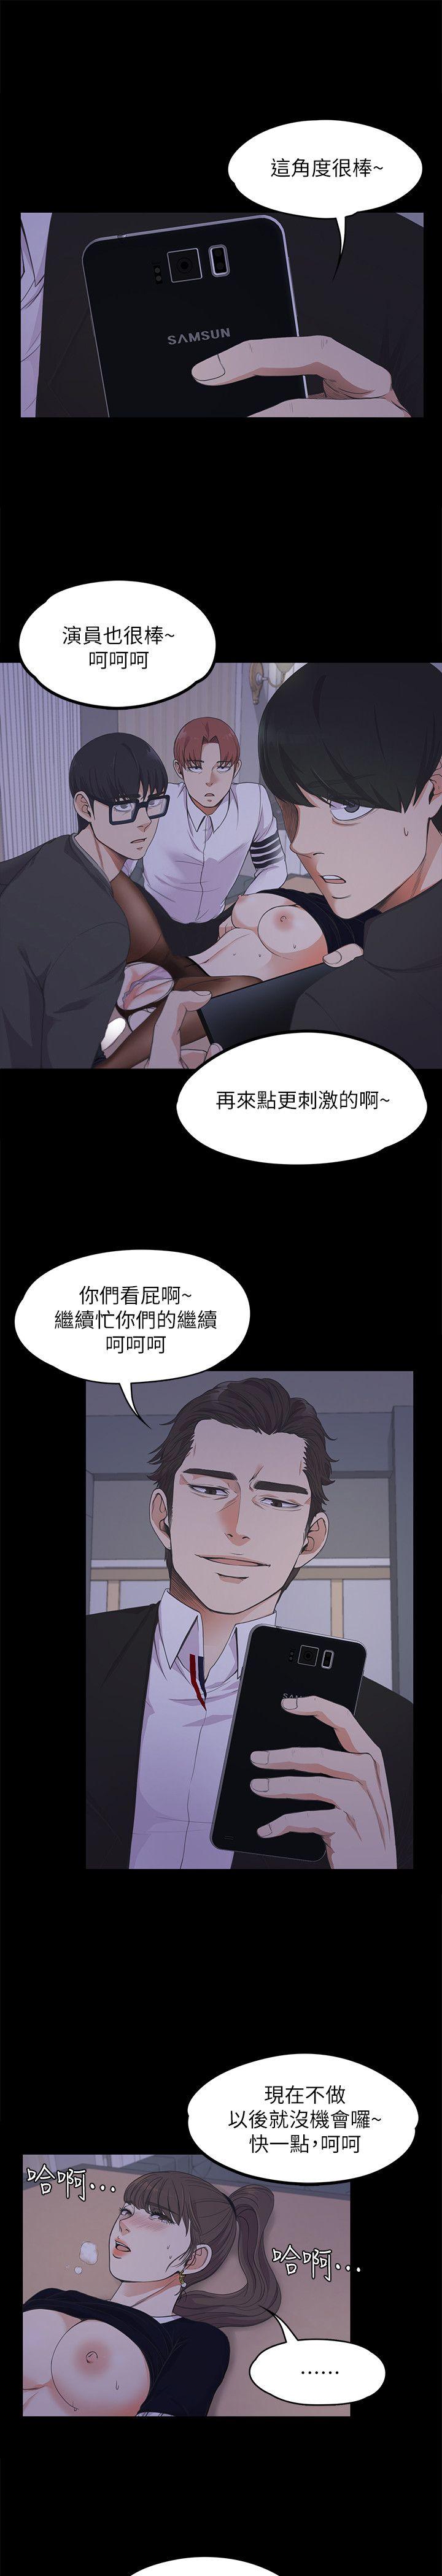 這角度很棒~
SAMSUN
演員也很棒~
呵呵呵
再來點更刺激的啊~
你們看屁啊~
繼續忙你們的繼續
呵呵呵
SAMS
現在不做
以後就沒機會囉~
快一點,呵呵
哈啊...
哈啊...
......